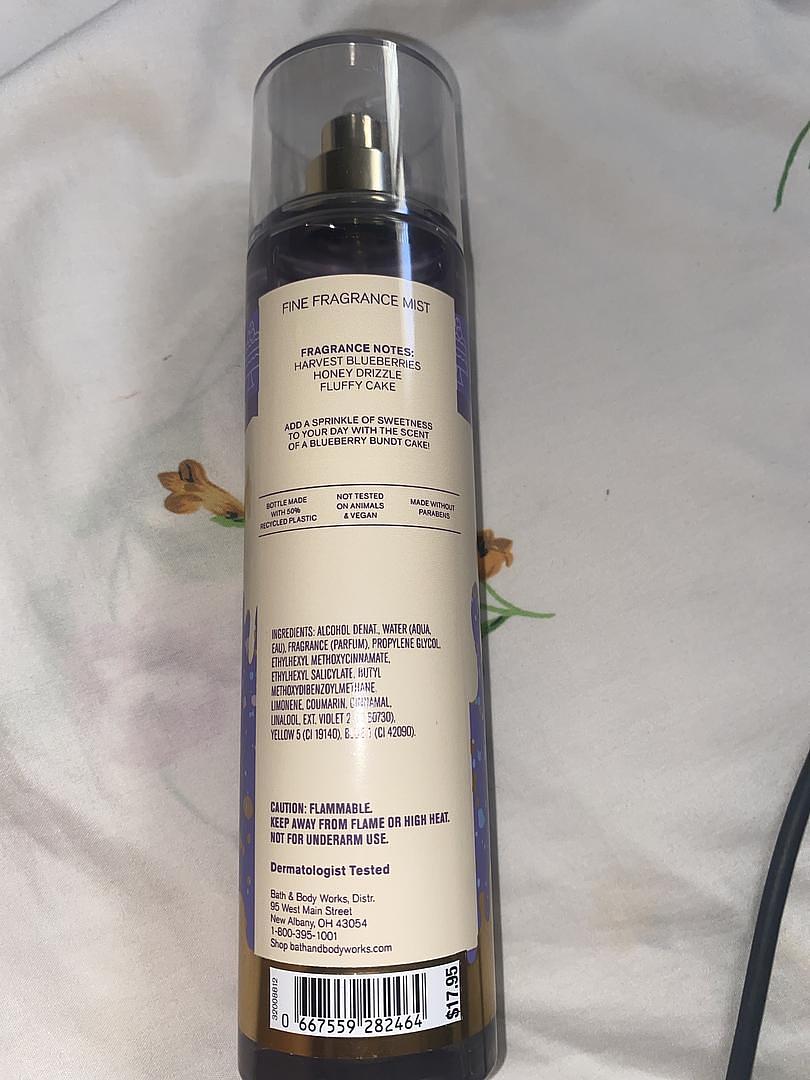 FINE FRAGRANCE MIST
FRAGRANCE NOTES:
HARVEST BLUEBERRIES
HONEY DRIZZLE
FLUFFY CAKE
ADD A SPRINKLE OF SWEETNESS
TO YOUR DAY WITH THE SCENT
OF A BLUEBERRY BUNDT CAKE!
BOTTLE MADE
WITH 50%
RECYCLED PLASTIC
NOT TESTED
ON ANIMALS
& VEGAN
MADE WITHOUT
PARABENS
INGREDIENTS: ALCOHOL DENAT., WATER (AQUA,
EAU), FRAGRANCE (PARFUM), PROPYLENE GLYCOL,
ETHYLHEXYL METHOXYCINNAMATE,
ETHYLHEXYL SALICYLATE, BUTYL
METHOXYDIBENZOYLMETHANE,
LIMONENE, COUMARIN, CINNAMAL,
LINALOOL, EXT. VIOLET 2
YELLOW 5 (CI 19140), (CI 42090).
CAUTION: FLAMMABLE.
KEEP AWAY FROM FLAME OR HIGH HEAT.
NOT FOR UNDERARM USE.
Dermatologist Tested
Bath & Body Works, Distr.
95 West Main Street
New Albany, OH 43054
1-800-395-1001
Shop bathandbodyworks.com
32008812
0 667559 282464
$17.95